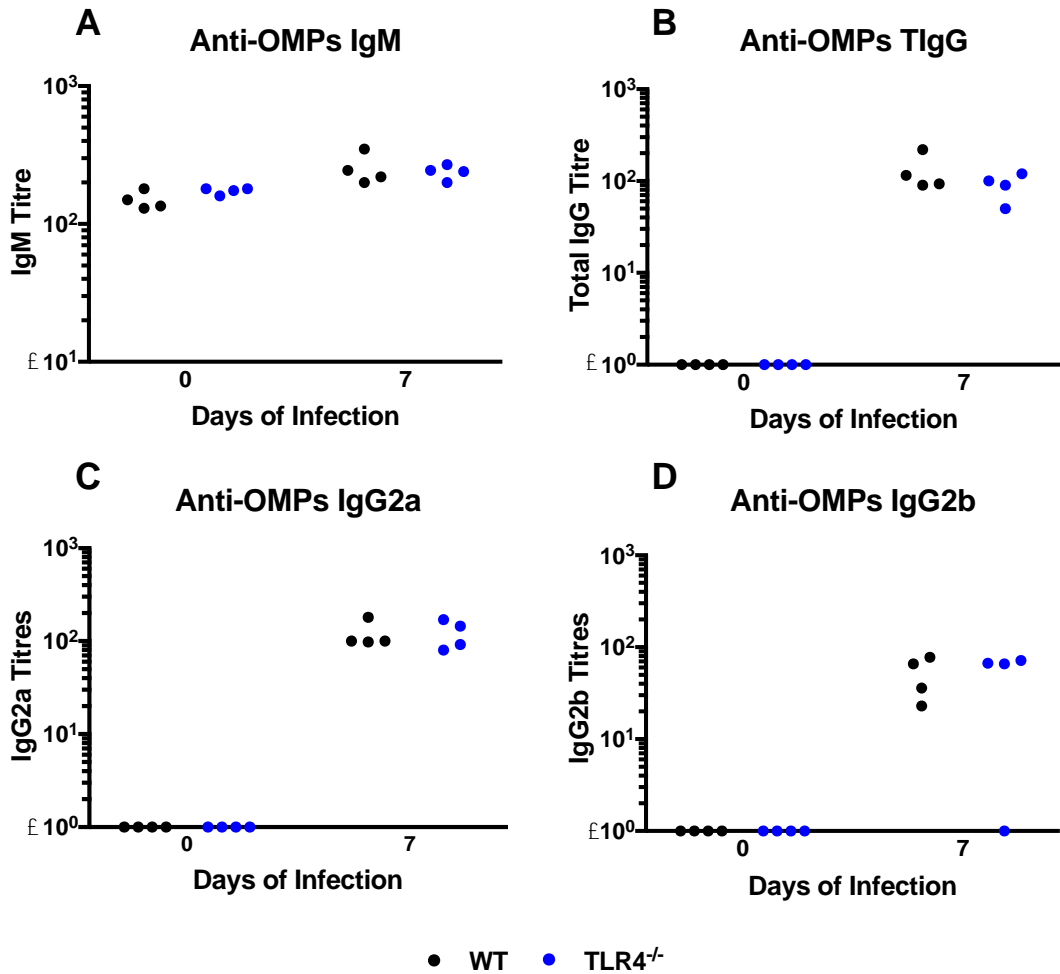 A
Anti-OMPs IgM
10³
10²
£ 10¹
IgM Titre
0 7
Days of Infection
B
Anti-OMPs TIgG
10³
10²
10¹
£ 10⁰
Total IgG Titre
0 7
Days of Infection
C
Anti-OMPs IgG2a
10³
10²
10¹
£ 10⁰
IgG2a Titres
0 7
Days of Infection
D
Anti-OMPs IgG2b
10³
10²
10¹
£ 10⁰
IgG2b Titres
0 7
Days of Infection
WT TLR4⁻/⁻